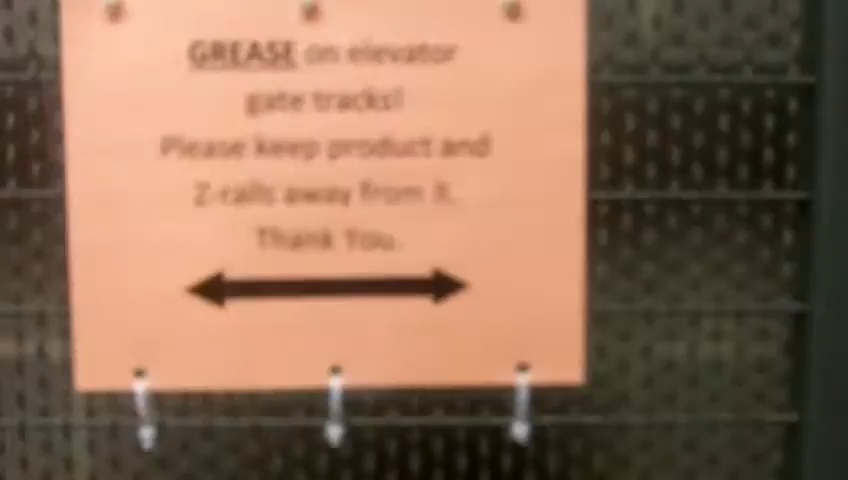 GREASE on elevator
gate tracks!
Please keep product and
Z-rails away from it.
Thank You.